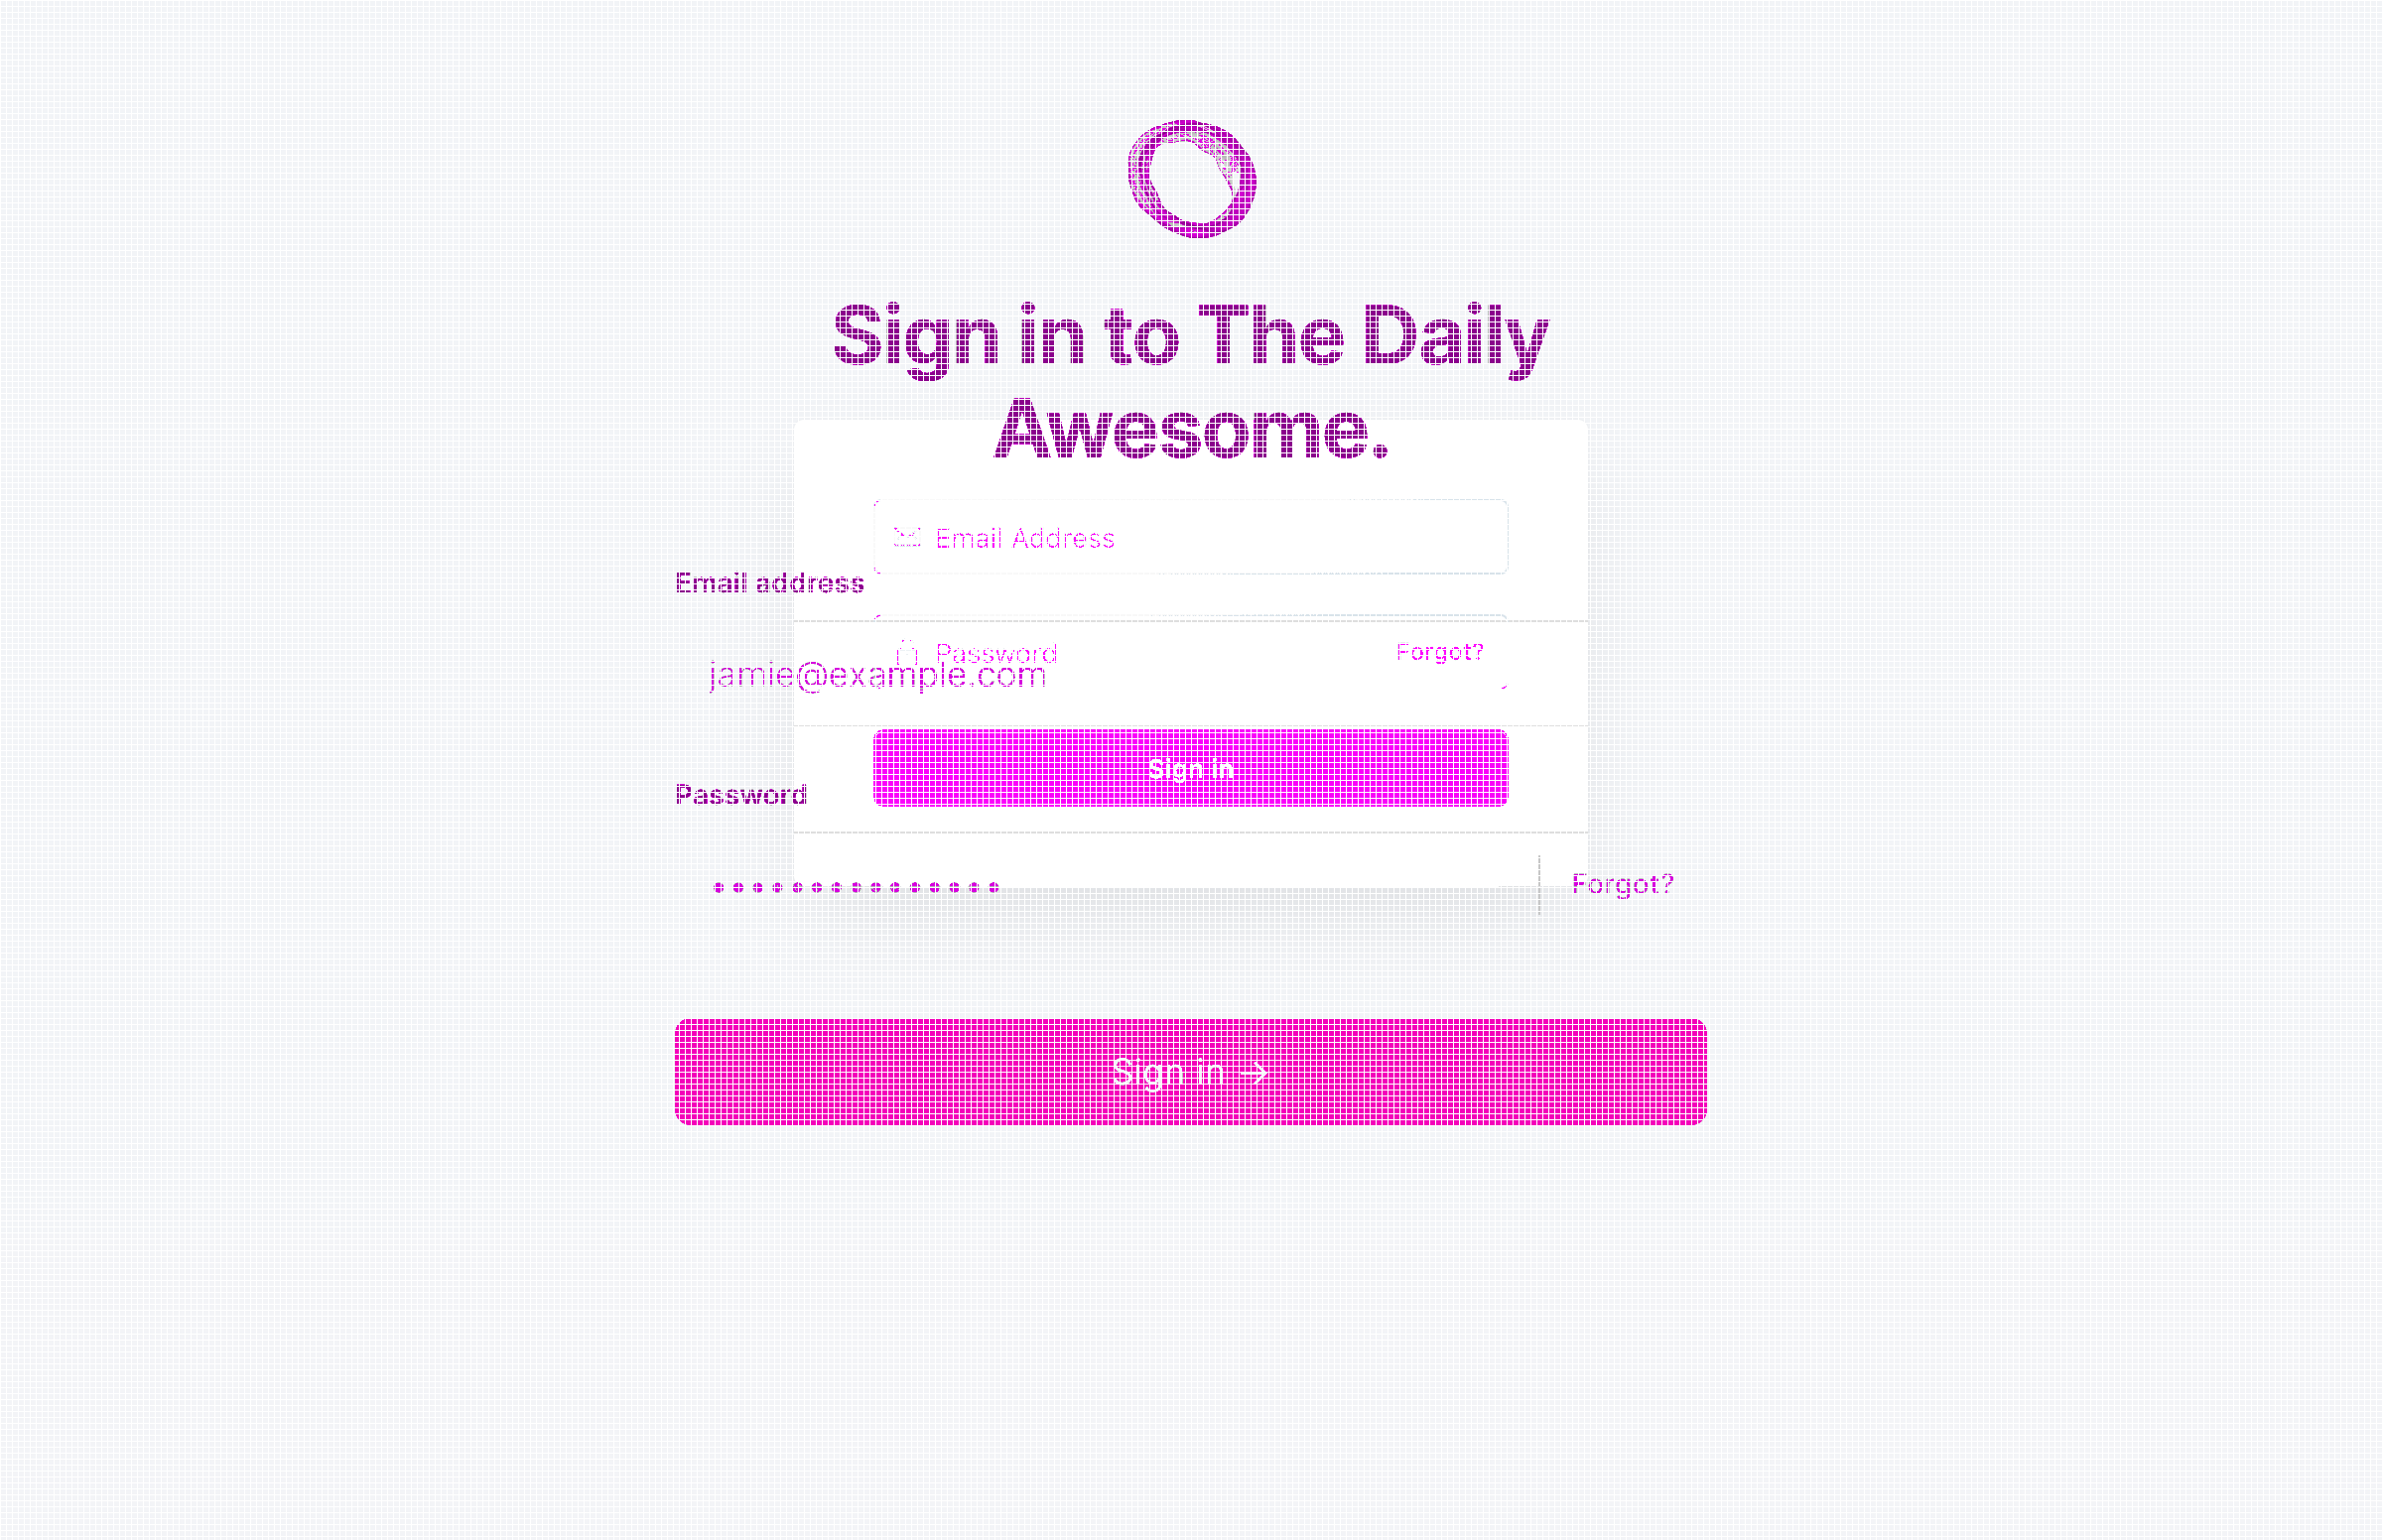 Sign in to The Daily
Awesome.
Email Address
Email address
Password
Forgot?
jamie@example.com
Sign in
Password
Forgot?
Sign in →